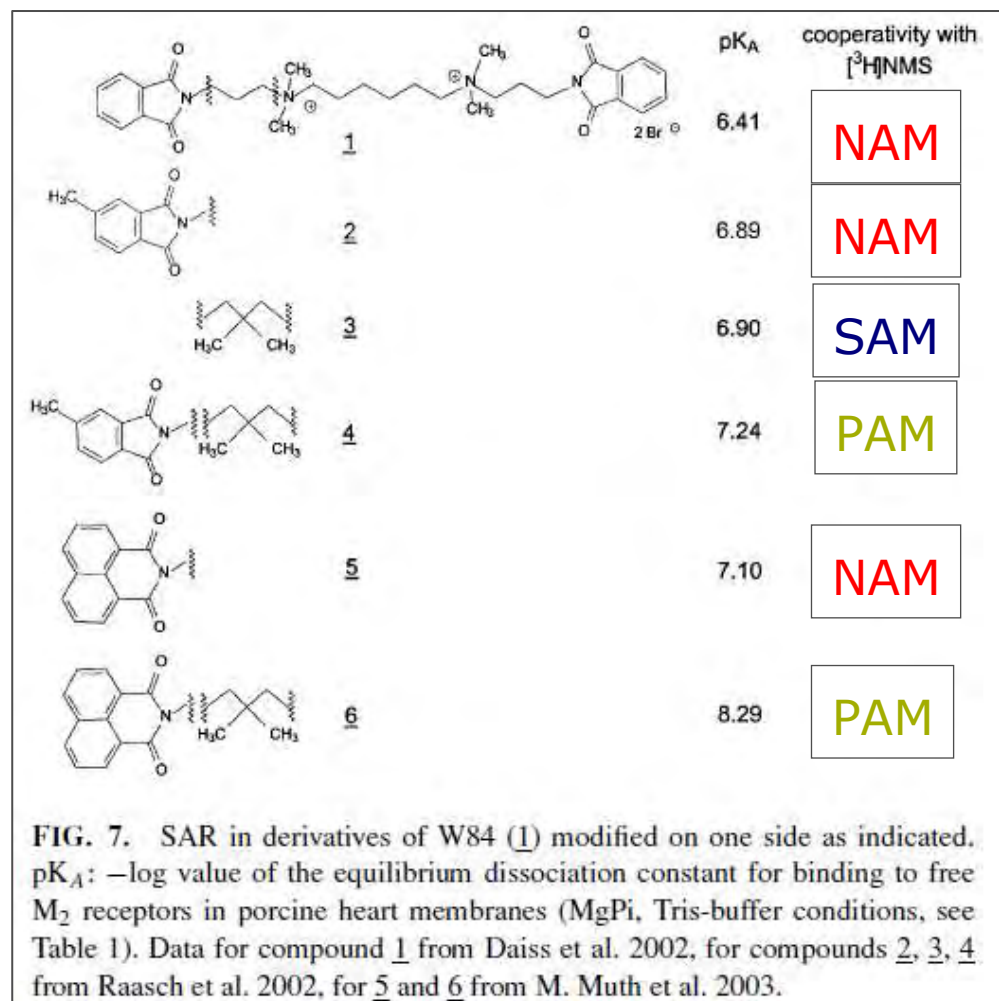 pKA
cooperativity with
[³H]NMS
O
CH₃
H₃C
N
N
⊕
N
⊕
N
O
CH₃
CH₃
O
2 Br ⊖
1
6.41
NAM
H₃C
O
N
O
2
6.89
NAM
H₃C
CH₃
3
6.90
SAM
H₃C
O
N
O
H₃C
CH₃
4
7.24
PAM
O
N
O
5
7.10
NAM
O
N
O
H₃C
CH₃
6
8.29
PAM
FIG. 7. SAR in derivatives of W84 (1) modified on one side as indicated.
pKA: −log value of the equilibrium dissociation constant for binding to free
M₂ receptors in porcine heart membranes (MgPi, Tris-buffer conditions, see
Table 1). Data for compound 1 from Daiss et al. 2002, for compounds 2, 3, 4
from Raasch et al. 2002, for 5 and 6 from M. Muth et al. 2003.